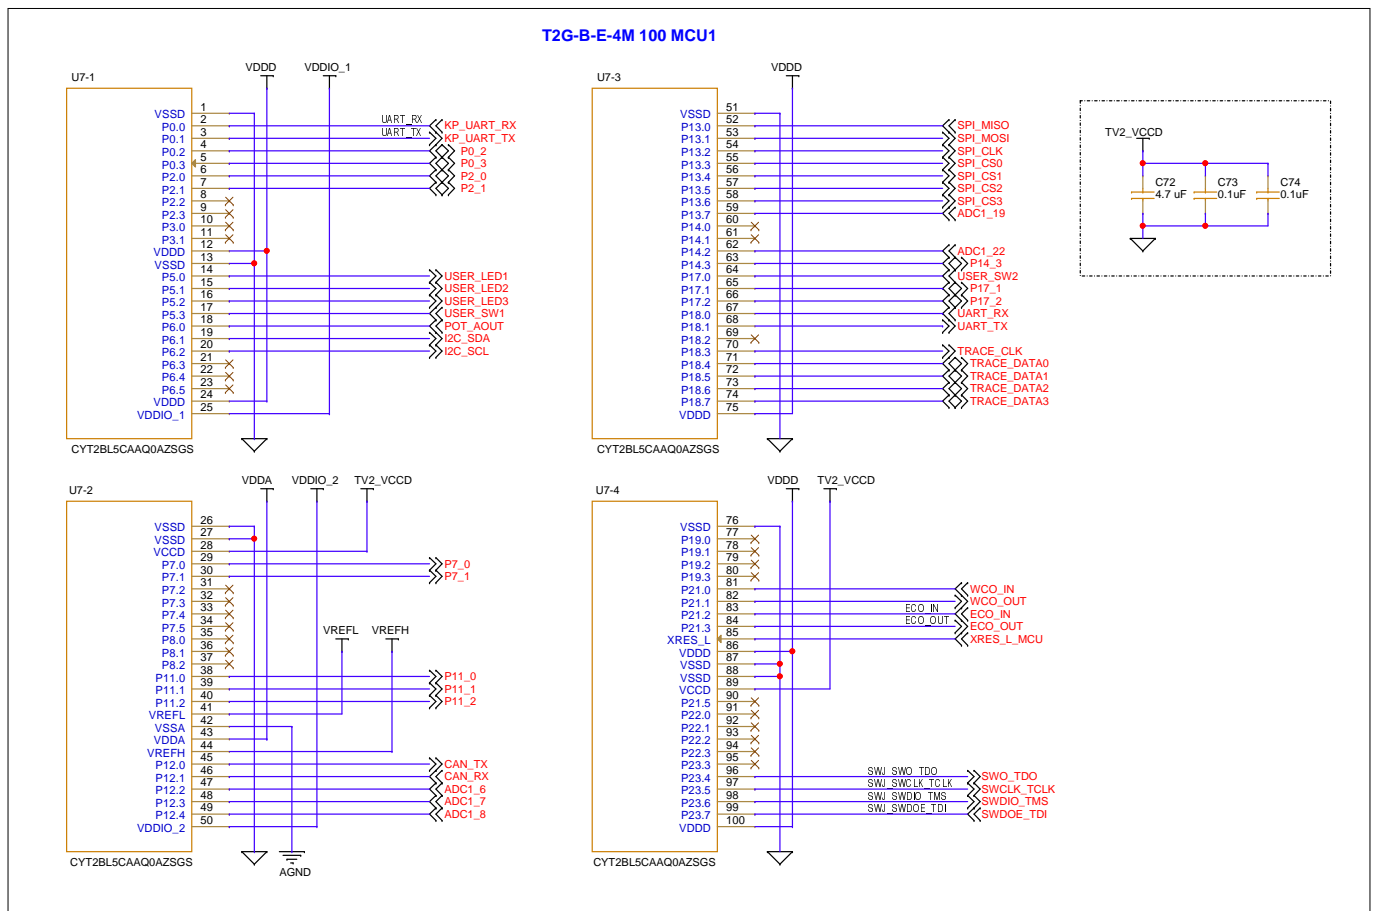 T2G-B-E-4M 100 MCU1
U7-1
VDDD
VDDIO_1
VSSD 1
P0.0 2 UART_RX KP_UART_RX
P0.1 3 UART_TX KP_UART_TX
P0.2 4 P0_2
P0.3 5 P0_3
P2.0 6 P2_0
P2.1 7 P2_1
P2.2 8
P2.3 9
P3.0 10
P3.1 11
VDDD 12
VSSD 13
P5.0 14 USER_LED1
P5.1 15 USER_LED2
P5.2 16 USER_LED3
P5.3 17 USER_SW1
P6.0 18 POT_AOUT
P6.1 19 I2C_SDA
P6.2 20 I2C_SCL
P6.3 21
P6.4 22
P6.5 23
VDDD 24
VDDIO_1 25
CYT2BL5CAAQ0AZSGS
U7-3
VDDD
VSSD 51
P13.0 52 SPI_MISO
P13.1 53 SPI_MOSI
P13.2 54 SPI_CLK
P13.3 55 SPI_CS0
P13.4 56 SPI_CS1
P13.5 57 SPI_CS2
P13.6 58 SPI_CS3
P13.7 59 ADC1_19
P14.0 60
P14.1 61
P14.2 62 ADC1_22
P14.3 63 P14_3
P17.0 64 USER_SW2
P17.1 65 P17_1
P17.2 66 P17_2
P18.0 67 UART_RX
P18.1 68 UART_TX
P18.2 69
P18.3 70 TRACE_CLK
P18.4 71 TRACE_DATA0
P18.5 72 TRACE_DATA1
P18.6 73 TRACE_DATA2
P18.7 74 TRACE_DATA3
VDDD 75
CYT2BL5CAAQ0AZSGS
TV2_VCCD
C72 C73 C74
4.7 uF 0.1uF 0.1uF
U7-2
VDDA
VDDIO_2
TV2_VCCD
VSSD 26
VSSD 27
VCCD 28
P7.0 29 P7_0
P7.1 30 P7_1
P7.2 31
P7.3 32
P7.4 33
P7.5 34
P8.0 35
P8.1 36
P8.2 37
VREFL
VREFH
P11.0 38 P11_0
P11.1 39 P11_1
P11.2 40 P11_2
VREFL 41
VSSA 42
VDDA 43
VREFH 44
P12.0 45 CAN_TX
P12.1 46 CAN_RX
P12.2 47 ADC1_6
P12.3 48 ADC1_7
P12.4 49 ADC1_8
VDDIO_2 50
CYT2BL5CAAQ0AZSGS
AGND
U7-4
VDDD
TV2_VCCD
VSSD 76
P19.0 77
P19.1 78
P19.2 79
P19.3 80
P21.0 81 WCO_IN
P21.1 82 WCO_OUT
P21.2 83 ECO_IN ECO_IN
P21.3 84 ECO_OUT ECO_OUT
XRES_L 85 XRES_L_MCU
VDDD 86
VSSD 87
VSSD 88
VCCD 89
P21.5 90
P22.0 91
P22.1 92
P22.2 93
P22.3 94
P23.3 95
P23.4 96 SWJ_SWO_TDO SWO_TDO
P23.5 97 SWJ_SWCLK_TCLK SWCLK_TCLK
P23.6 98 SWJ_SWDIO_TMS SWDIO_TMS
P23.7 99 SWJ_SWDOE_TDI SWDOE_TDI
VDDD 100
CYT2BL5CAAQ0AZSGS